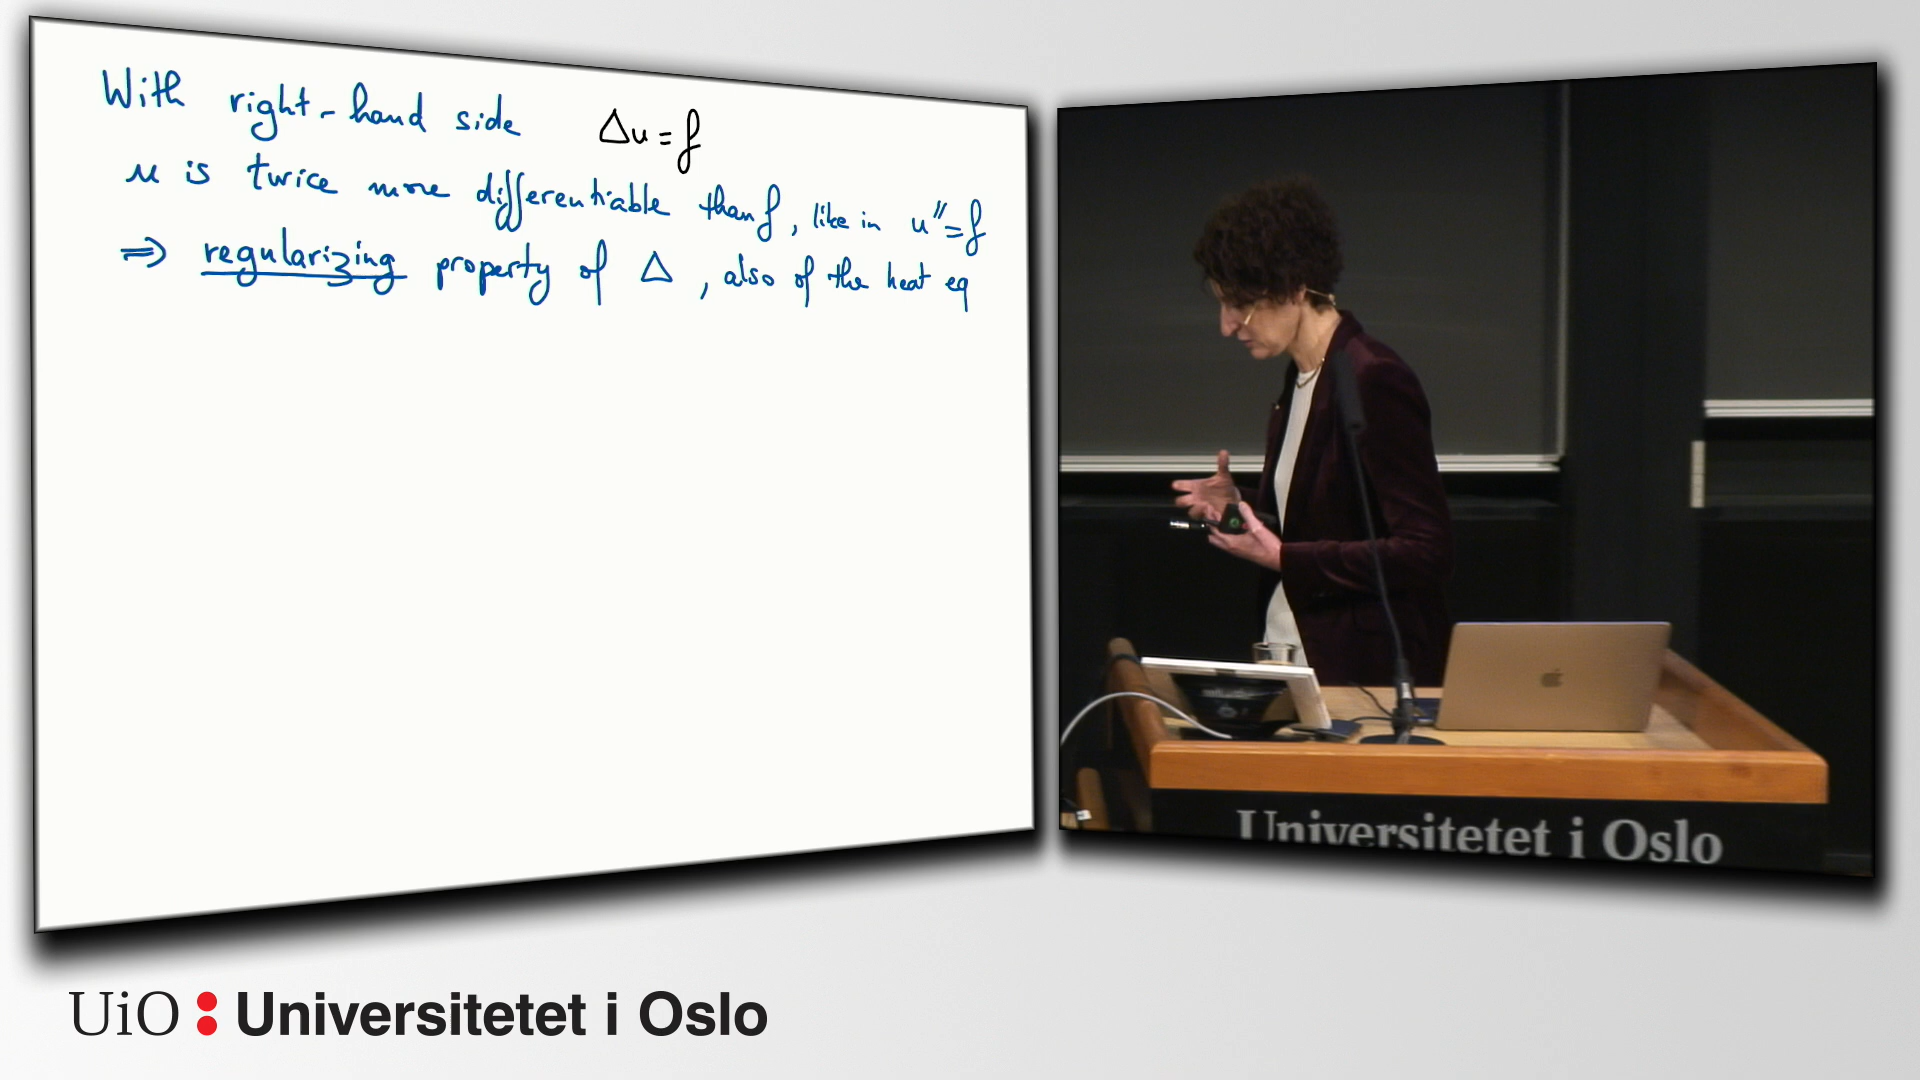 With right-hand side Δu = f
u is twice more differentiable than f, like in u'' = f
⇒ regularizing property of Δ, also of the heat eq
Universitetet i Oslo
UiO : Universitetet i Oslo